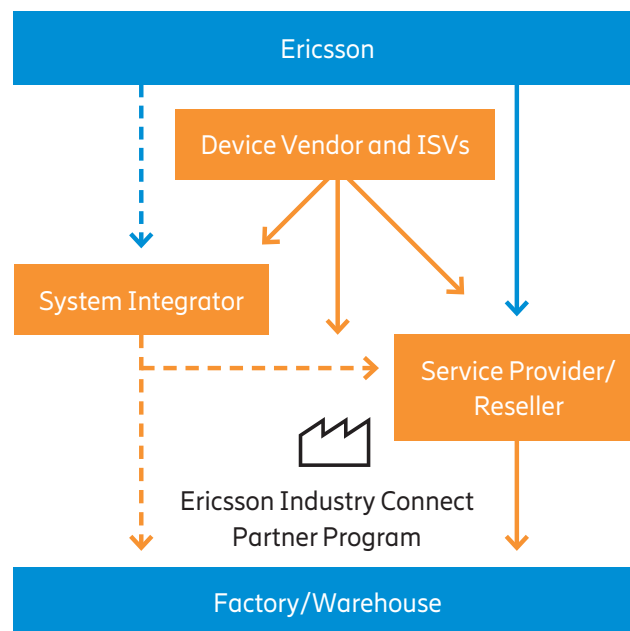 Ericsson
Device Vendor and ISVs
System Integrator
Service Provider/
Reseller
Ericsson Industry Connect
Partner Program
Factory/Warehouse